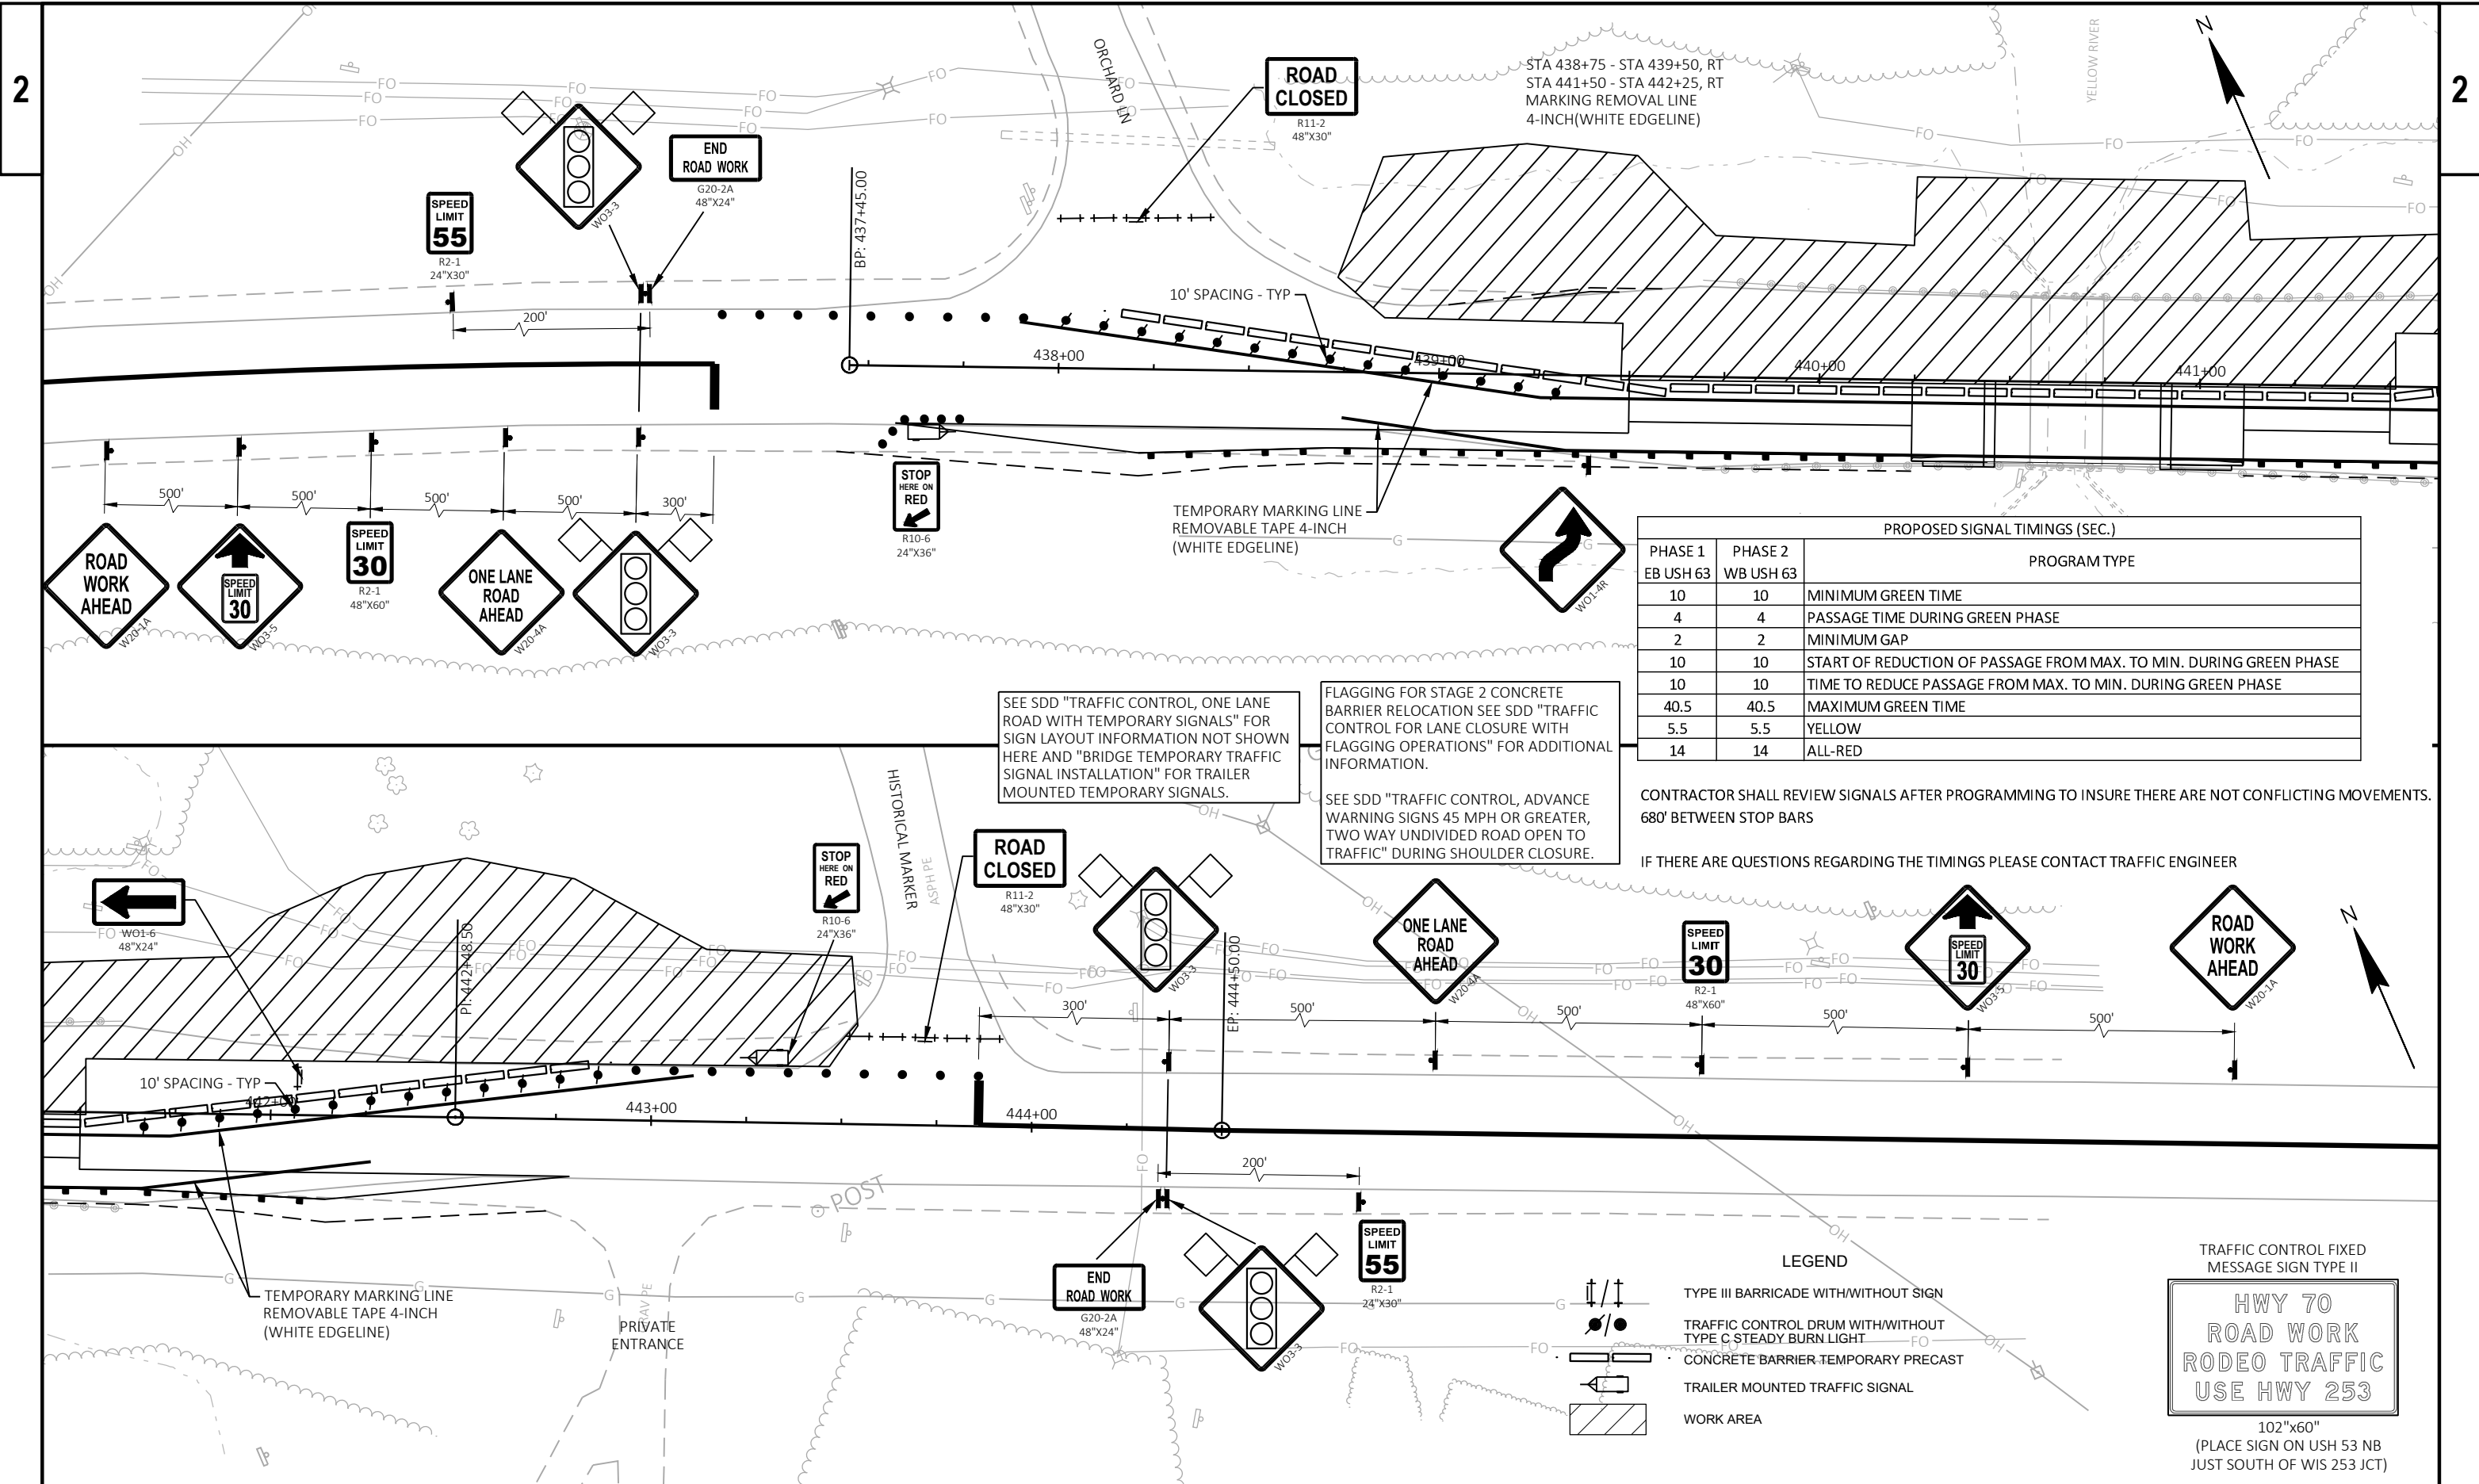 2
2
ORCHARD LN
ROAD
CLOSED
R11-2
48"X30"
STA 438+75 - STA 439+50, RT
STA 441+50 - STA 442+25, RT
MARKING REMOVAL LINE
4-INCH(WHITE EDGELINE)
YELLOW RIVER
N
END
ROAD WORK
G20-2A
48"X24"
WO3-3
SPEED
LIMIT
55
R2-1
24"X30"
200'
BP: 437+45.00
10' SPACING - TYP
438+00
439+00
440+00
441+00
500'
500'
500'
500'
300'
ROAD
WORK
AHEAD
W20-1A
SPEED
LIMIT
30
WO3-5
SPEED
LIMIT
30
R2-1
48"X60"
ONE LANE
ROAD
AHEAD
W20-4A
WO3-3
STOP
HERE ON
RED
R10-6
24"X36"
TEMPORARY MARKING LINE
REMOVABLE TAPE 4-INCH
(WHITE EDGELINE)
WO1-4R
PROPOSED SIGNAL TIMINGS (SEC.)
PHASE 1 PHASE 2 PROGRAM TYPE
EB USH 63 WB USH 63
10 10 MINIMUM GREEN TIME
4 4 PASSAGE TIME DURING GREEN PHASE
2 2 MINIMUM GAP
10 10 START OF REDUCTION OF PASSAGE FROM MAX. TO MIN. DURING GREEN PHASE
10 10 TIME TO REDUCE PASSAGE FROM MAX. TO MIN. DURING GREEN PHASE
40.5 40.5 MAXIMUM GREEN TIME
5.5 5.5 YELLOW
14 14 ALL-RED
SEE SDD "TRAFFIC CONTROL, ONE LANE
ROAD WITH TEMPORARY SIGNALS" FOR
SIGN LAYOUT INFORMATION NOT SHOWN
HERE AND "BRIDGE TEMPORARY TRAFFIC
SIGNAL INSTALLATION" FOR TRAILER
MOUNTED TEMPORARY SIGNALS.
FLAGGING FOR STAGE 2 CONCRETE
BARRIER RELOCATION SEE SDD "TRAFFIC
CONTROL FOR LANE CLOSURE WITH
FLAGGING OPERATIONS" FOR ADDITIONAL
INFORMATION.
SEE SDD "TRAFFIC CONTROL, ADVANCE
WARNING SIGNS 45 MPH OR GREATER,
TWO WAY UNDIVIDED ROAD OPEN TO
TRAFFIC" DURING SHOULDER CLOSURE.
CONTRACTOR SHALL REVIEW SIGNALS AFTER PROGRAMMING TO INSURE THERE ARE NOT CONFLICTING MOVEMENTS.
680' BETWEEN STOP BARS
IF THERE ARE QUESTIONS REGARDING THE TIMINGS PLEASE CONTACT TRAFFIC ENGINEER
WO1-6
48"X24"
PI: 442+48.50
STOP
HERE ON
RED
R10-6
24"X36"
HISTORICAL MARKER
ASPH PE
ROAD
CLOSED
R11-2
48"X30"
WO3-3
EP: 444+50.00
ONE LANE
ROAD
AHEAD
W20-4A
SPEED
LIMIT
30
R2-1
48"X60"
SPEED
LIMIT
30
WO3-5
ROAD
WORK
AHEAD
W20-1A
N
300'
500'
500'
500'
500'
10' SPACING - TYP
442+00
443+00
444+00
200'
POST
TEMPORARY MARKING LINE
REMOVABLE TAPE 4-INCH
(WHITE EDGELINE)
PRIVATE
ENTRANCE
END
ROAD WORK
G20-2A
48"X24"
WO3-3
SPEED
LIMIT
55
R2-1
24"X30"
LEGEND
TYPE III BARRICADE WITH/WITHOUT SIGN
TRAFFIC CONTROL DRUM WITH/WITHOUT
TYPE C STEADY BURN LIGHT
CONCRETE BARRIER TEMPORARY PRECAST
TRAILER MOUNTED TRAFFIC SIGNAL
WORK AREA
TRAFFIC CONTROL FIXED
MESSAGE SIGN TYPE II
HWY 70
ROAD WORK
RODEO TRAFFIC
USE HWY 253
102"x60"
(PLACE SIGN ON USH 53 NB
JUST SOUTH OF WIS 253 JCT)